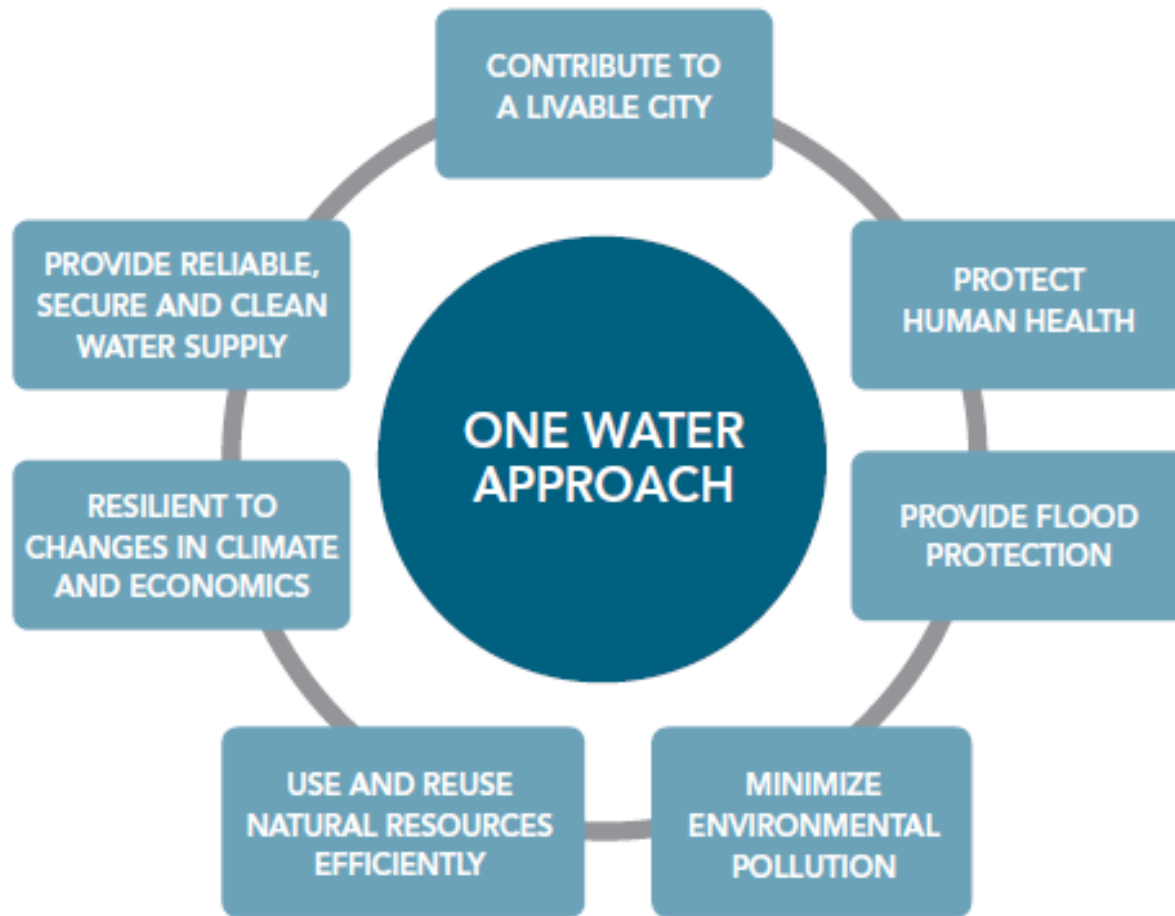 CONTRIBUTE TO
A LIVABLE CITY
PROTECT
HUMAN HEALTH
PROVIDE FLOOD
PROTECTION
MINIMIZE
ENVIRONMENTAL
POLLUTION
USE AND REUSE
NATURAL RESOURCES
EFFICIENTLY
RESILIENT TO
CHANGES IN CLIMATE
AND ECONOMICS
PROVIDE RELIABLE,
SECURE AND CLEAN
WATER SUPPLY
ONE WATER
APPROACH